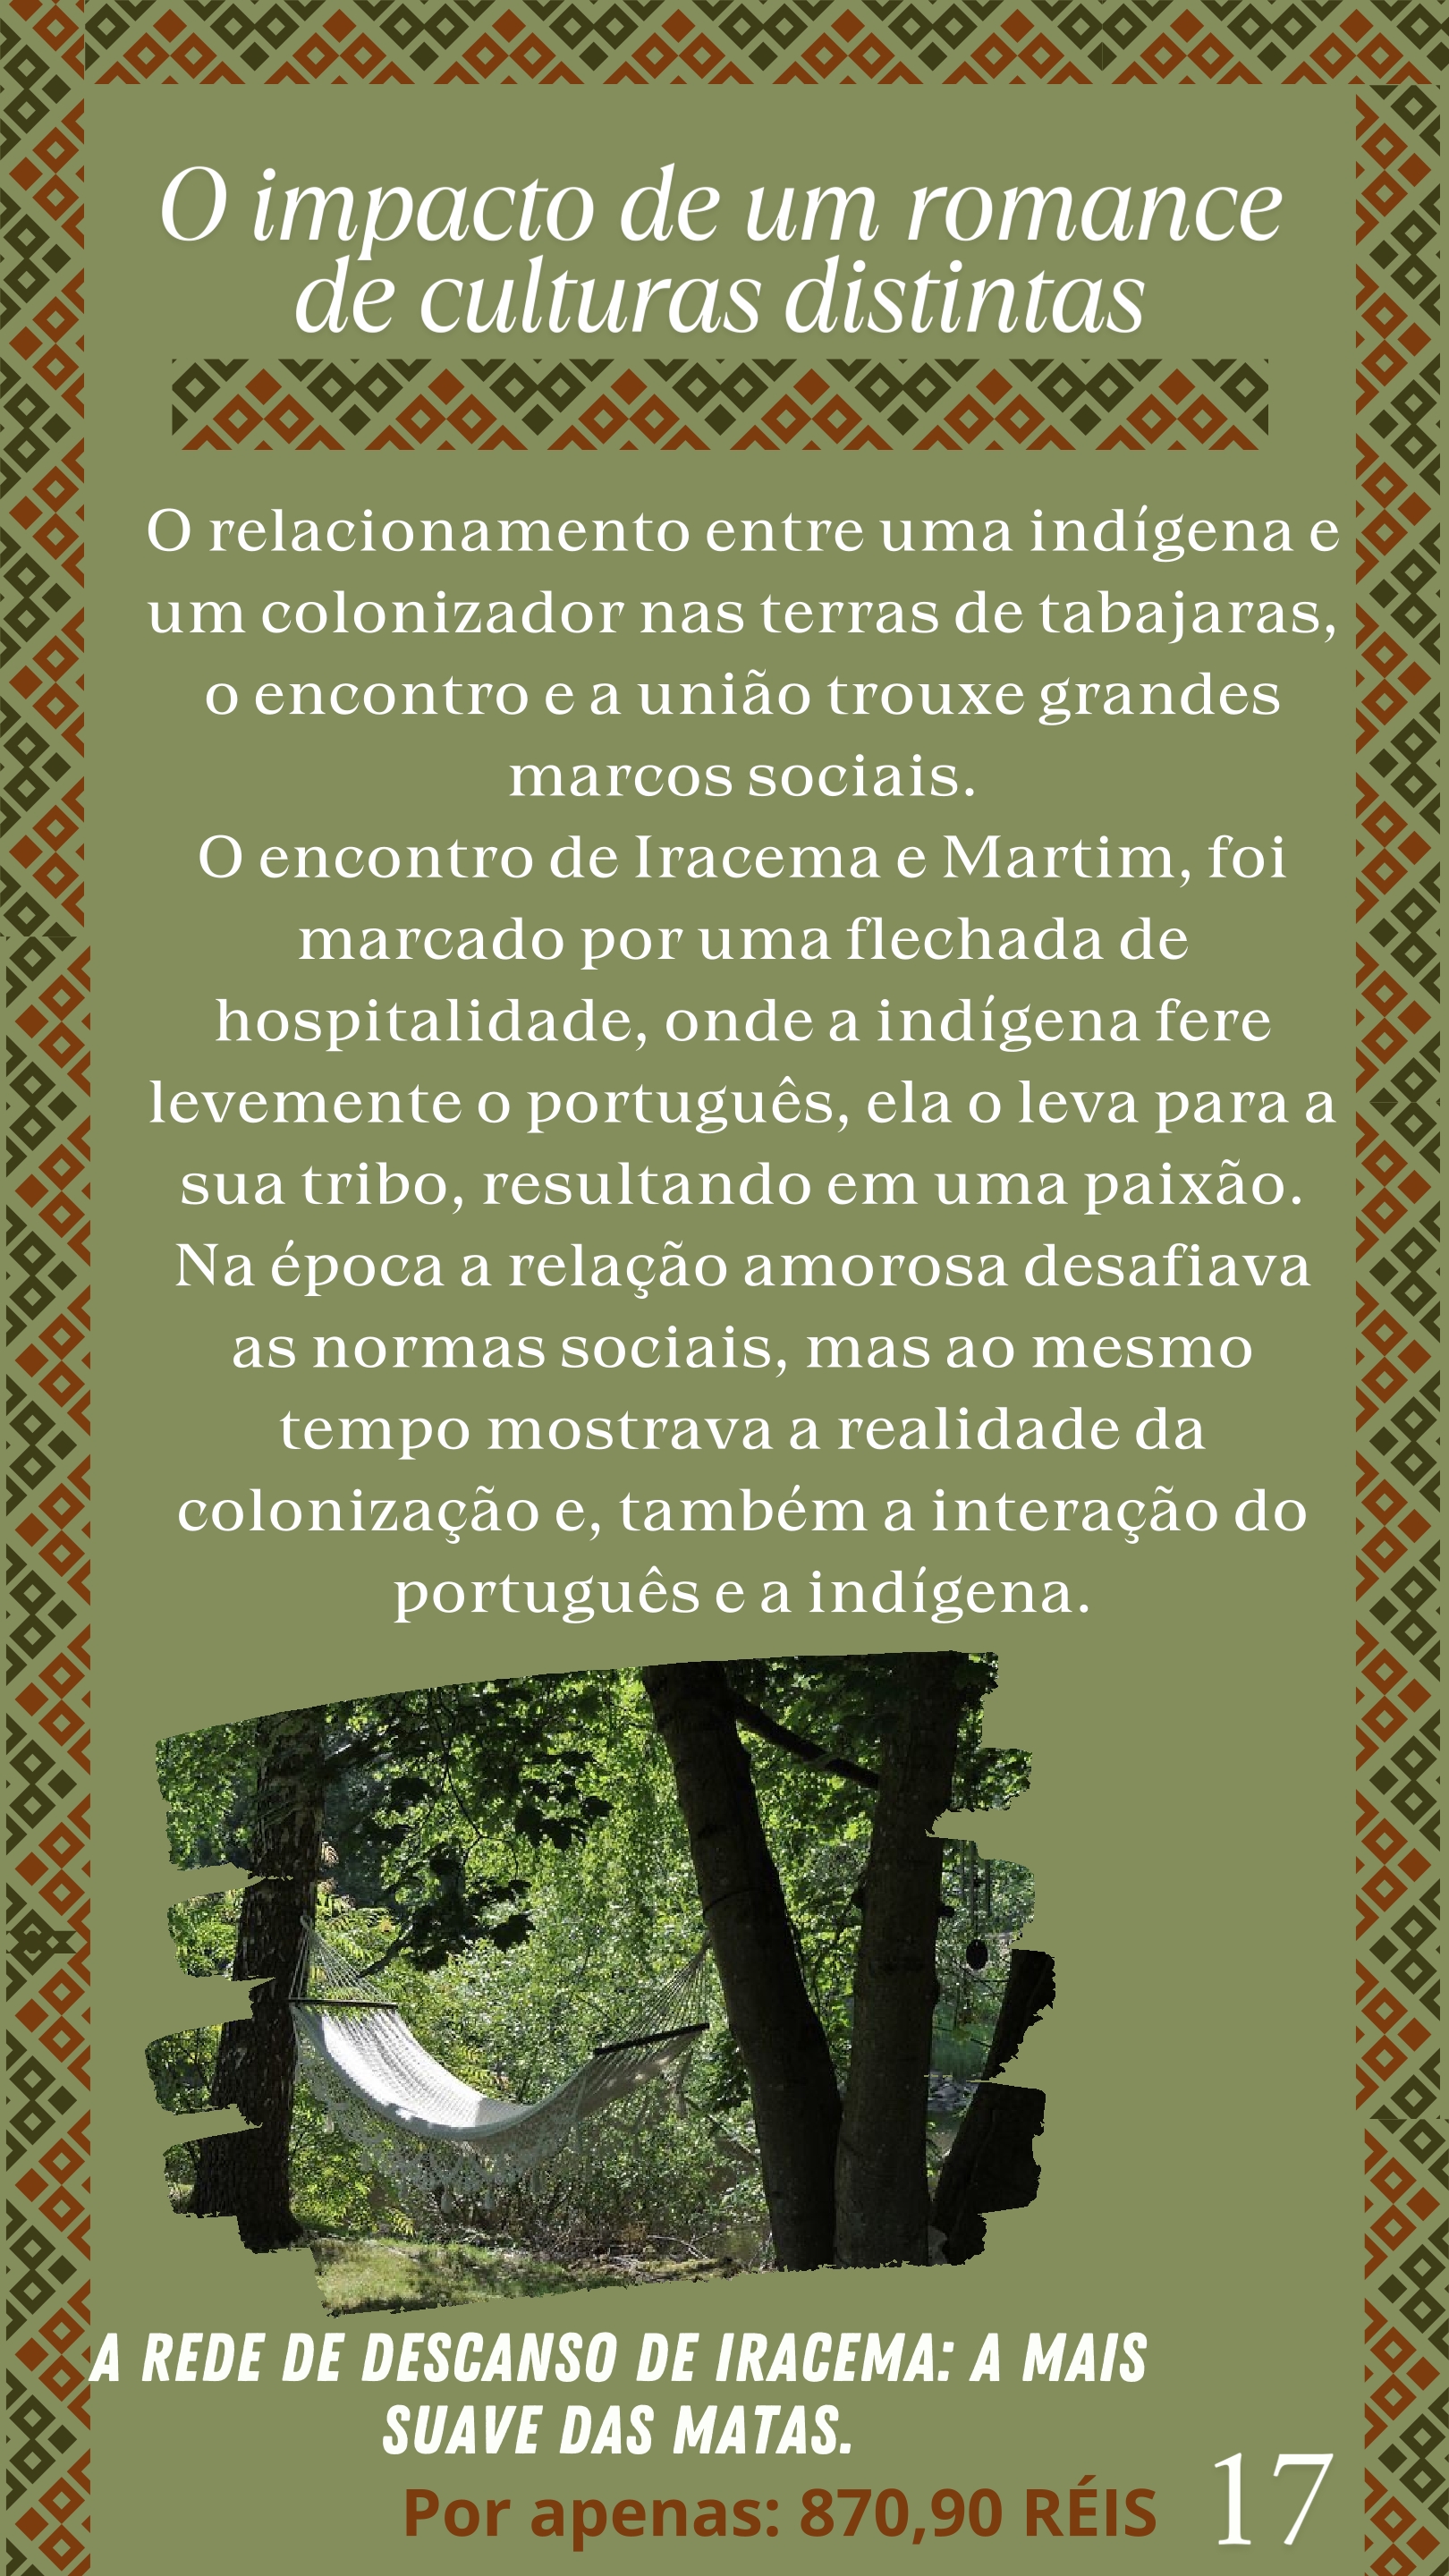 O impacto de um romance
de culturas distintas
O relacionamento entre uma indígena e
um colonizador nas terras de tabajaras,
o encontro e a união trouxe grandes
marcos sociais.
O encontro de Iracema e Martim, foi
marcado por uma flechada de
hospitalidade, onde a indígena fere
levemente o português, ela o leva para a
sua tribo, resultando em uma paixão.
Na época a relação amorosa desafiava
as normas sociais, mas ao mesmo
tempo mostrava a realidade da
colonização e, também a interação do
português e a indígena.
A REDE DE DESCANSO DE IRACEMA: A MAIS
SUAVE DAS MATAS.
Por apenas: 870,90 RÉIS
17